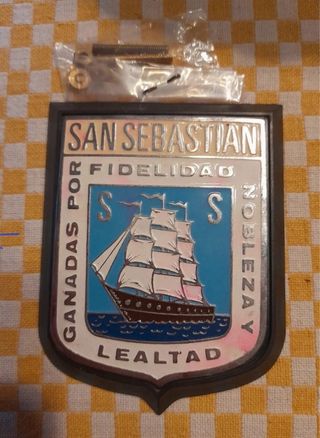 SAN SEBASTIAN
GANADAS POR
FIDELIDAD
NOBLEZA Y
LEALTAD
S S